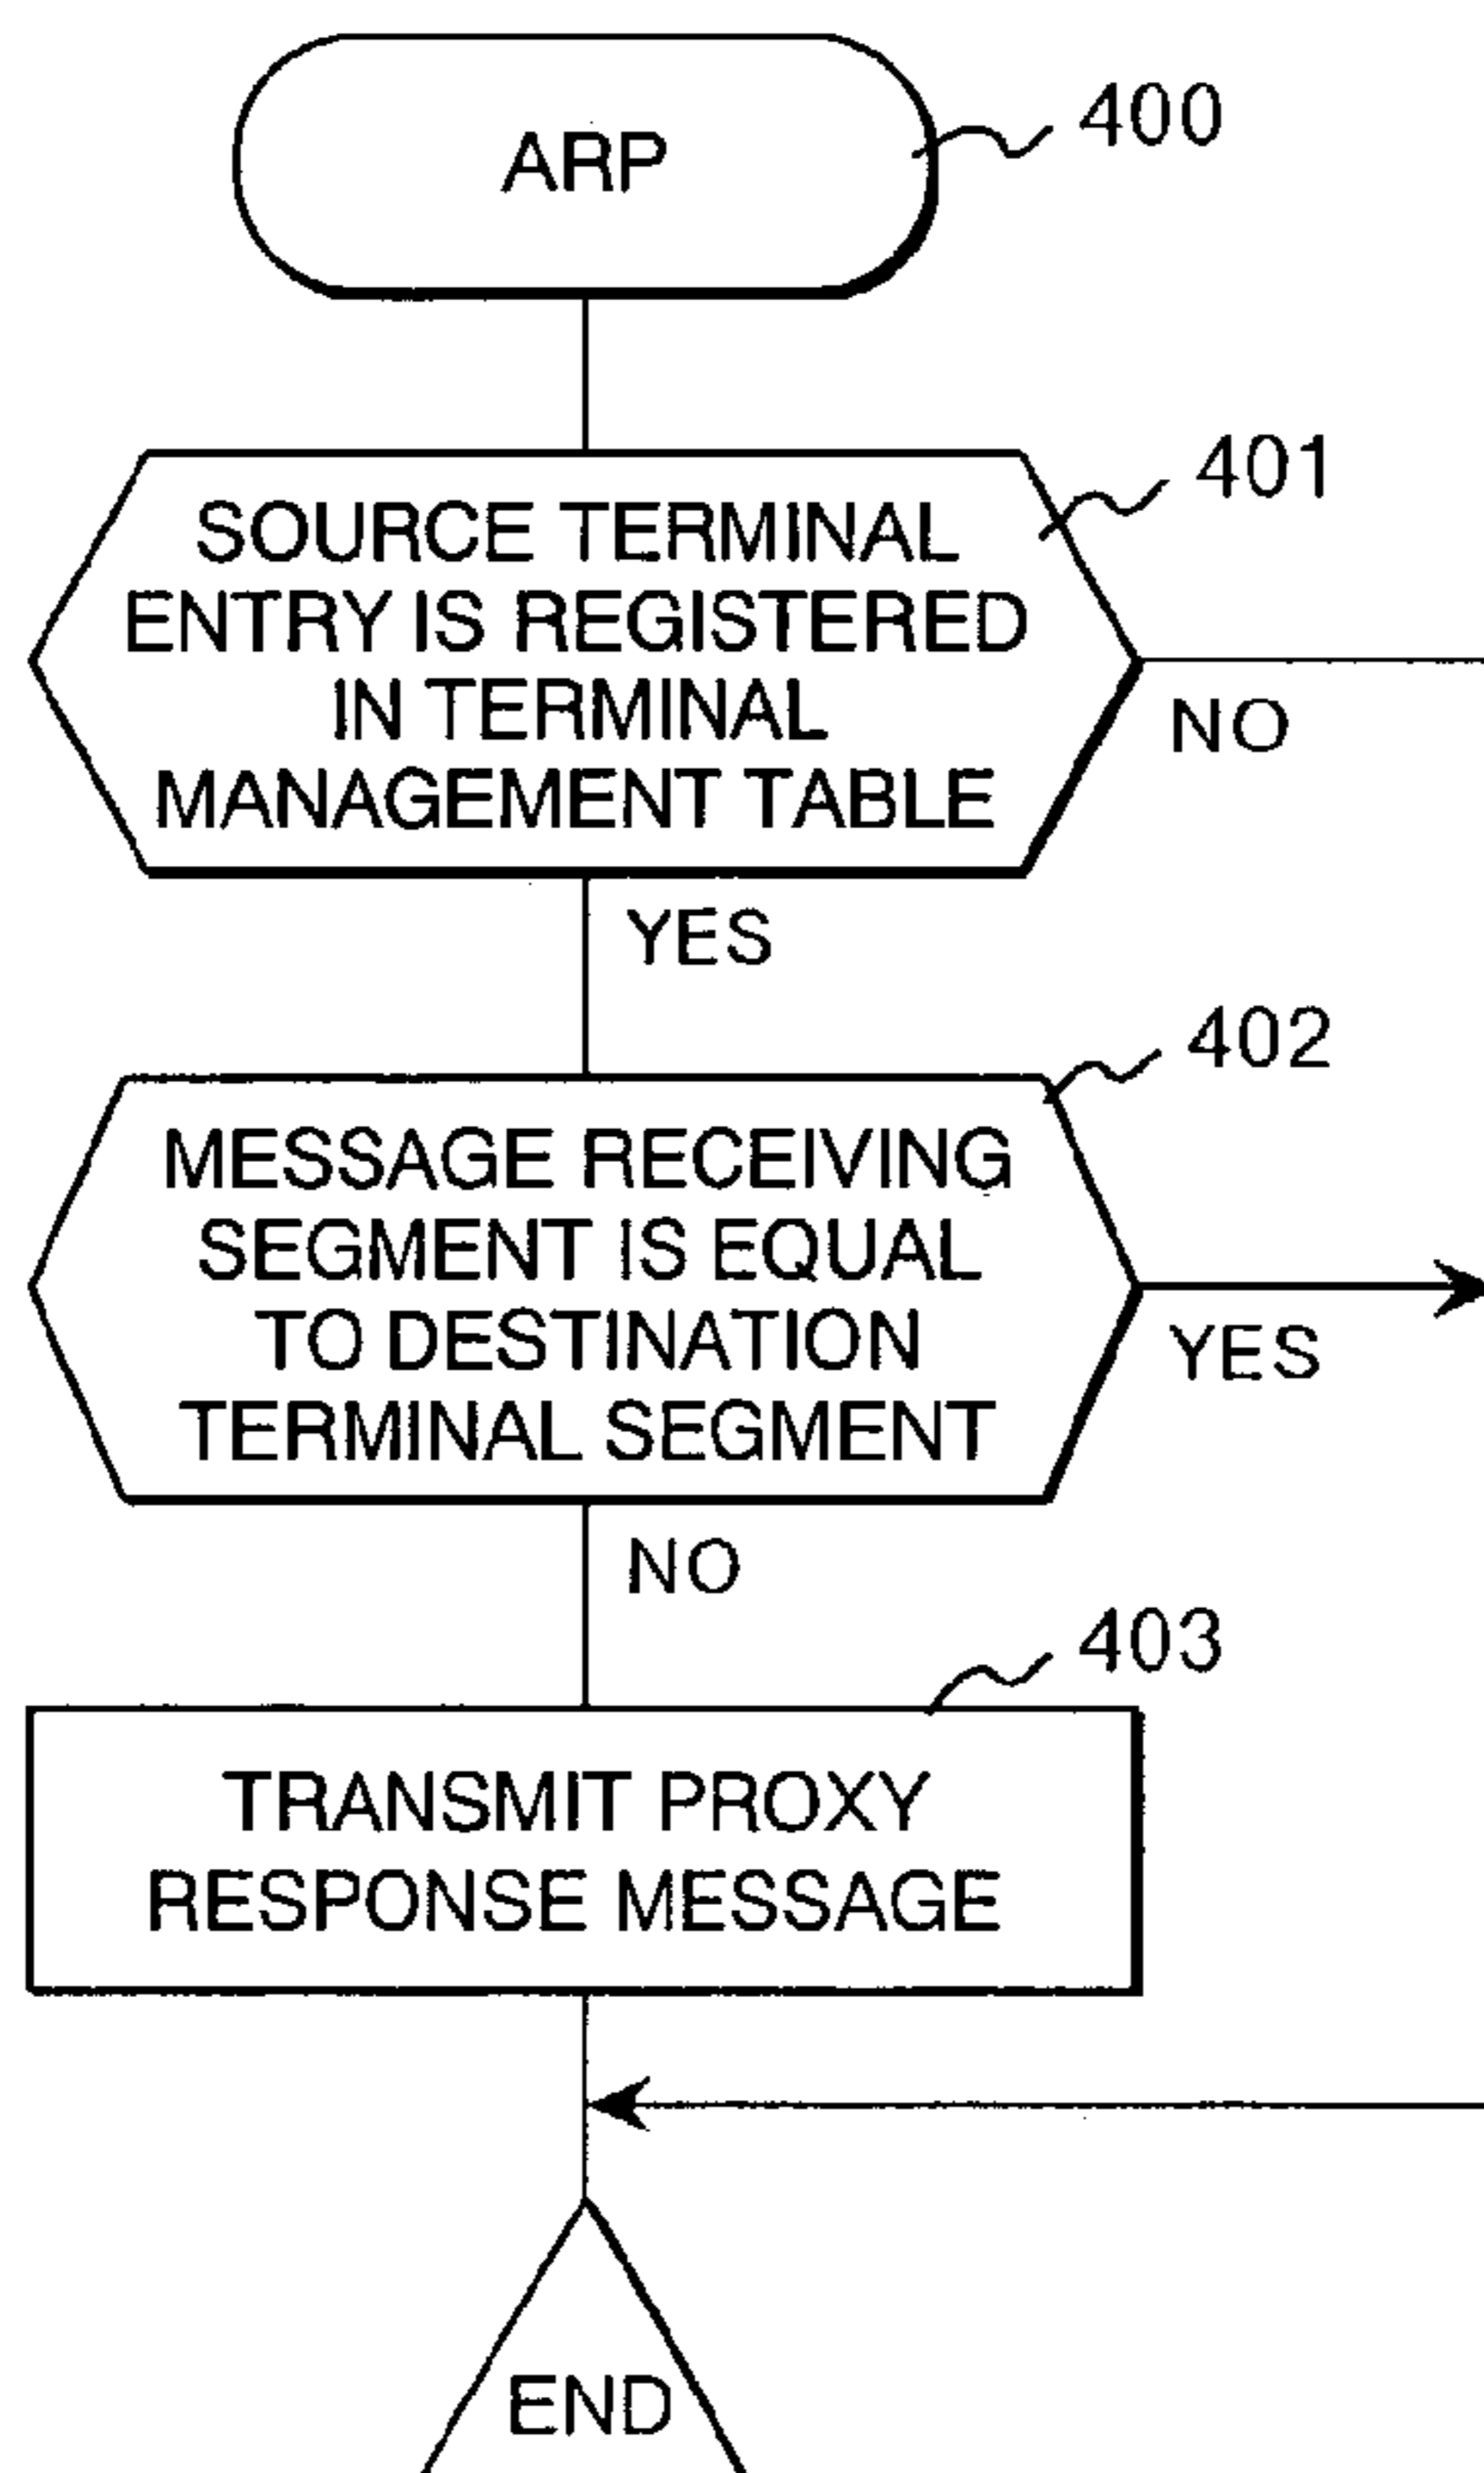 ARP
400
401
SOURCE TERMINAL
ENTRY IS REGISTERED
IN TERMINAL
MANAGEMENT TABLE
NO
YES
402
MESSAGE RECEIVING
SEGMENT IS EQUAL
TO DESTINATION
TERMINAL SEGMENT
YES
NO
403
TRANSMIT PROXY
RESPONSE MESSAGE
END